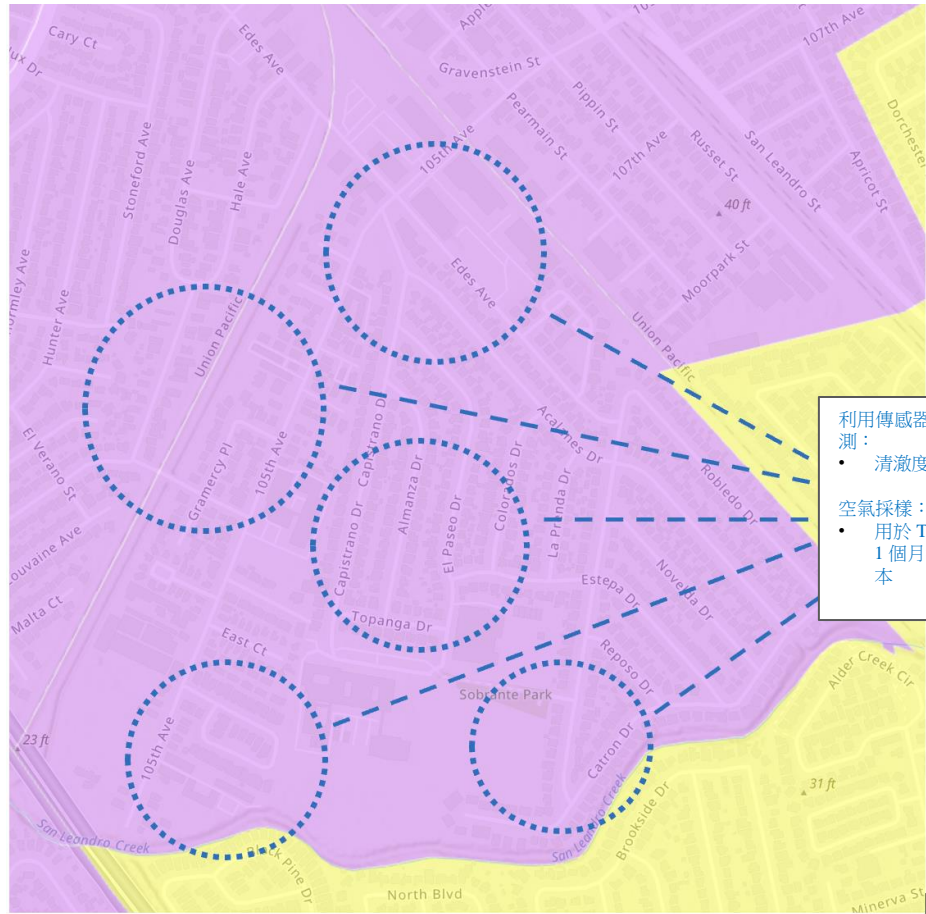 Cary Ct
Edes Ave
Gravenstein St
107th Ave
Pearmain St
Pippin St
105th Ave
107th Ave
Russet St
San Leandro St
Apricot St
Dorchester
Stoneford Ave
Douglas Ave
Hale Ave
40 ft
Moorpark St
Edes Ave
Hunter Ave
Union Pacific
Union Pacific
利用傳感器
測：
• 清澈度
空氣採樣：
• 用於 T
1 個月
本
El Verano St
Gramercy Pl
105th Ave
Capistrano Dr
Capistrano Dr
Almanza Dr
El Paseo Dr
Colorados Dr
Acalanes Dr
La Prenda Dr
Robledo Dr
Louvaine Ave
Malta Ct
East Ct
Topanga Dr
Estepa Dr
Novelda Dr
Reposo Dr
Sobrante Park
Alder Creek Cir
105th Ave
23 ft
Catron Dr
San Leandro Creek
San Leandro Creek
Brookside Dr
31 ft
Black Pine Dr
North Blvd
Minerva St